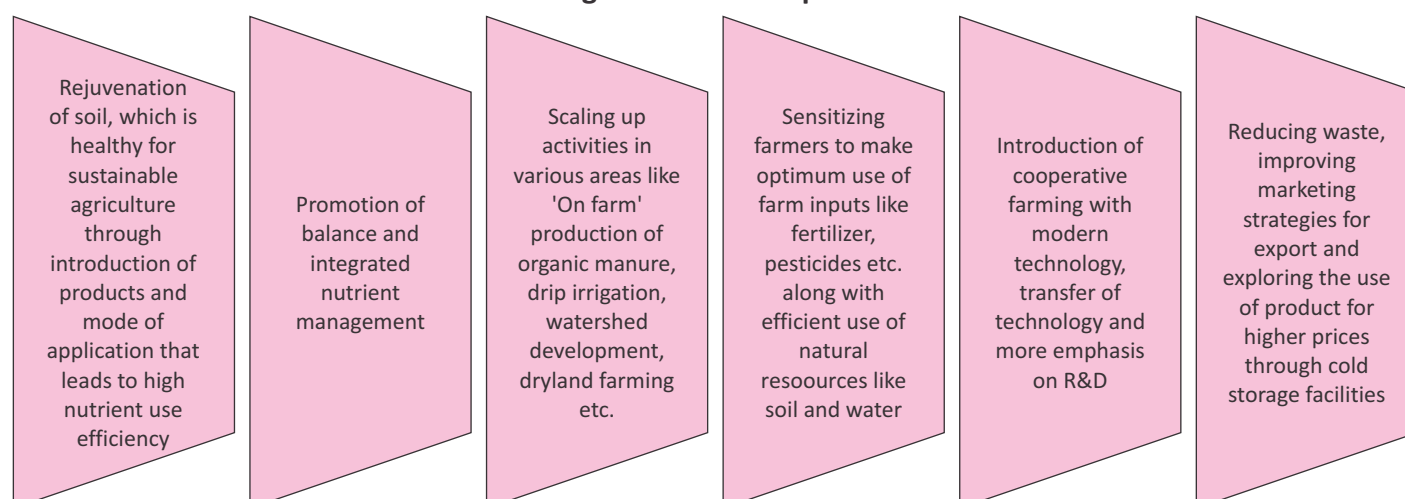 Rejuvenation
of soil, which is
healthy for
sustainable
agriculture
through
introduction of
products and
mode of
application that
leads to high
nutrient use
efficiency
Promotion of
balance and
integrated
nutrient
management
Scaling up
activities in
various areas like
'On farm'
production of
organic manure,
drip irrigation,
watershed
development,
dryland farming
etc.
Sensitizing
farmers to make
optimum use of
farm inputs like
fertilizer,
pesticides etc.
along with
efficient use of
natural
resoources like
soil and water
Introduction of
cooperative
farming with
modern
technology,
transfer of
technology and
more emphasis
on R&D
Reducing waste,
improving
marketing
strategies for
export and
exploring the use
of product for
higher prices
through cold
storage facilities